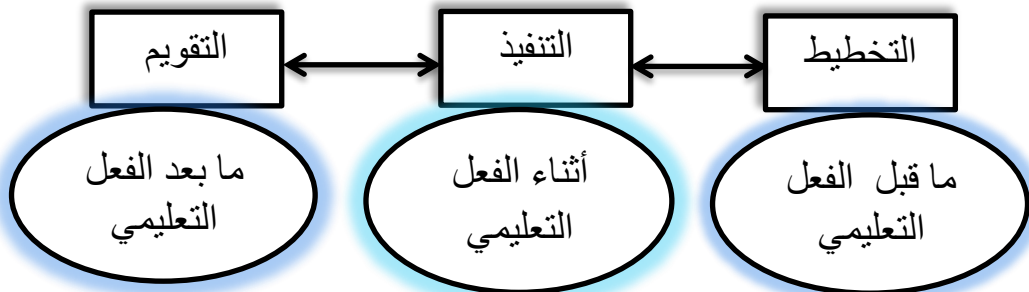 التخطيط
التنفيذ
التقويم
ما قبل الفعل
التعليمي
أثناء الفعل
التعليمي
ما بعد الفعل
التعليمي